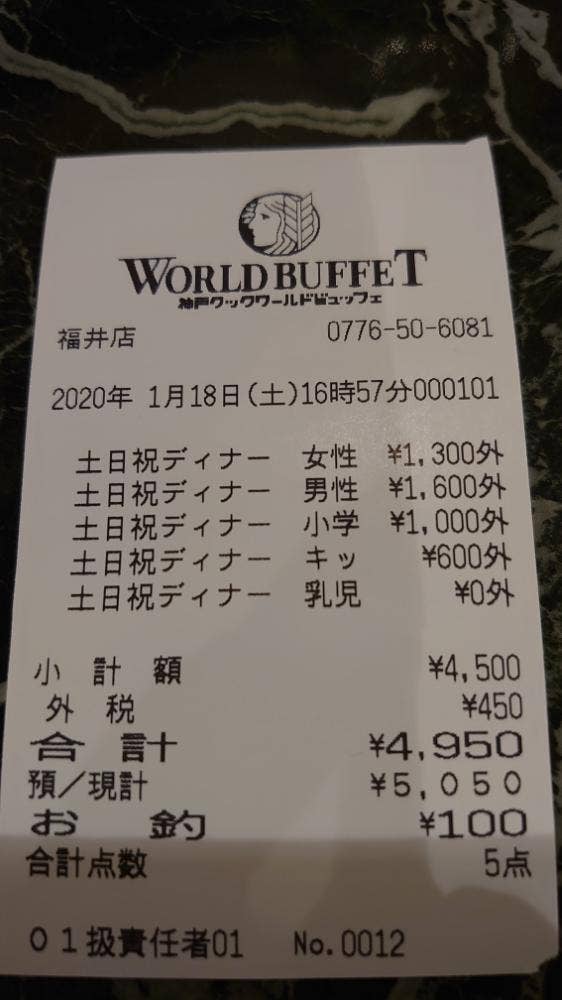 WORLD BUFFET
神戸クックワールドビュッフェ
福井店 0776-50-6081
2020年 1月18日(土)16時57分000101
土日祝ディナー 女性 ¥1,300外
土日祝ディナー 男性 ¥1,600外
土日祝ディナー 小学 ¥1,000外
土日祝ディナー キッ ¥600外
土日祝ディナー 乳児 ¥0外
小 計 額 ¥4,500
外 税 ¥450
合 計 ¥4,950
預/現計 ¥5,050
お 釣 ¥100
合計点数 5点
01扱責任者01 No.0012